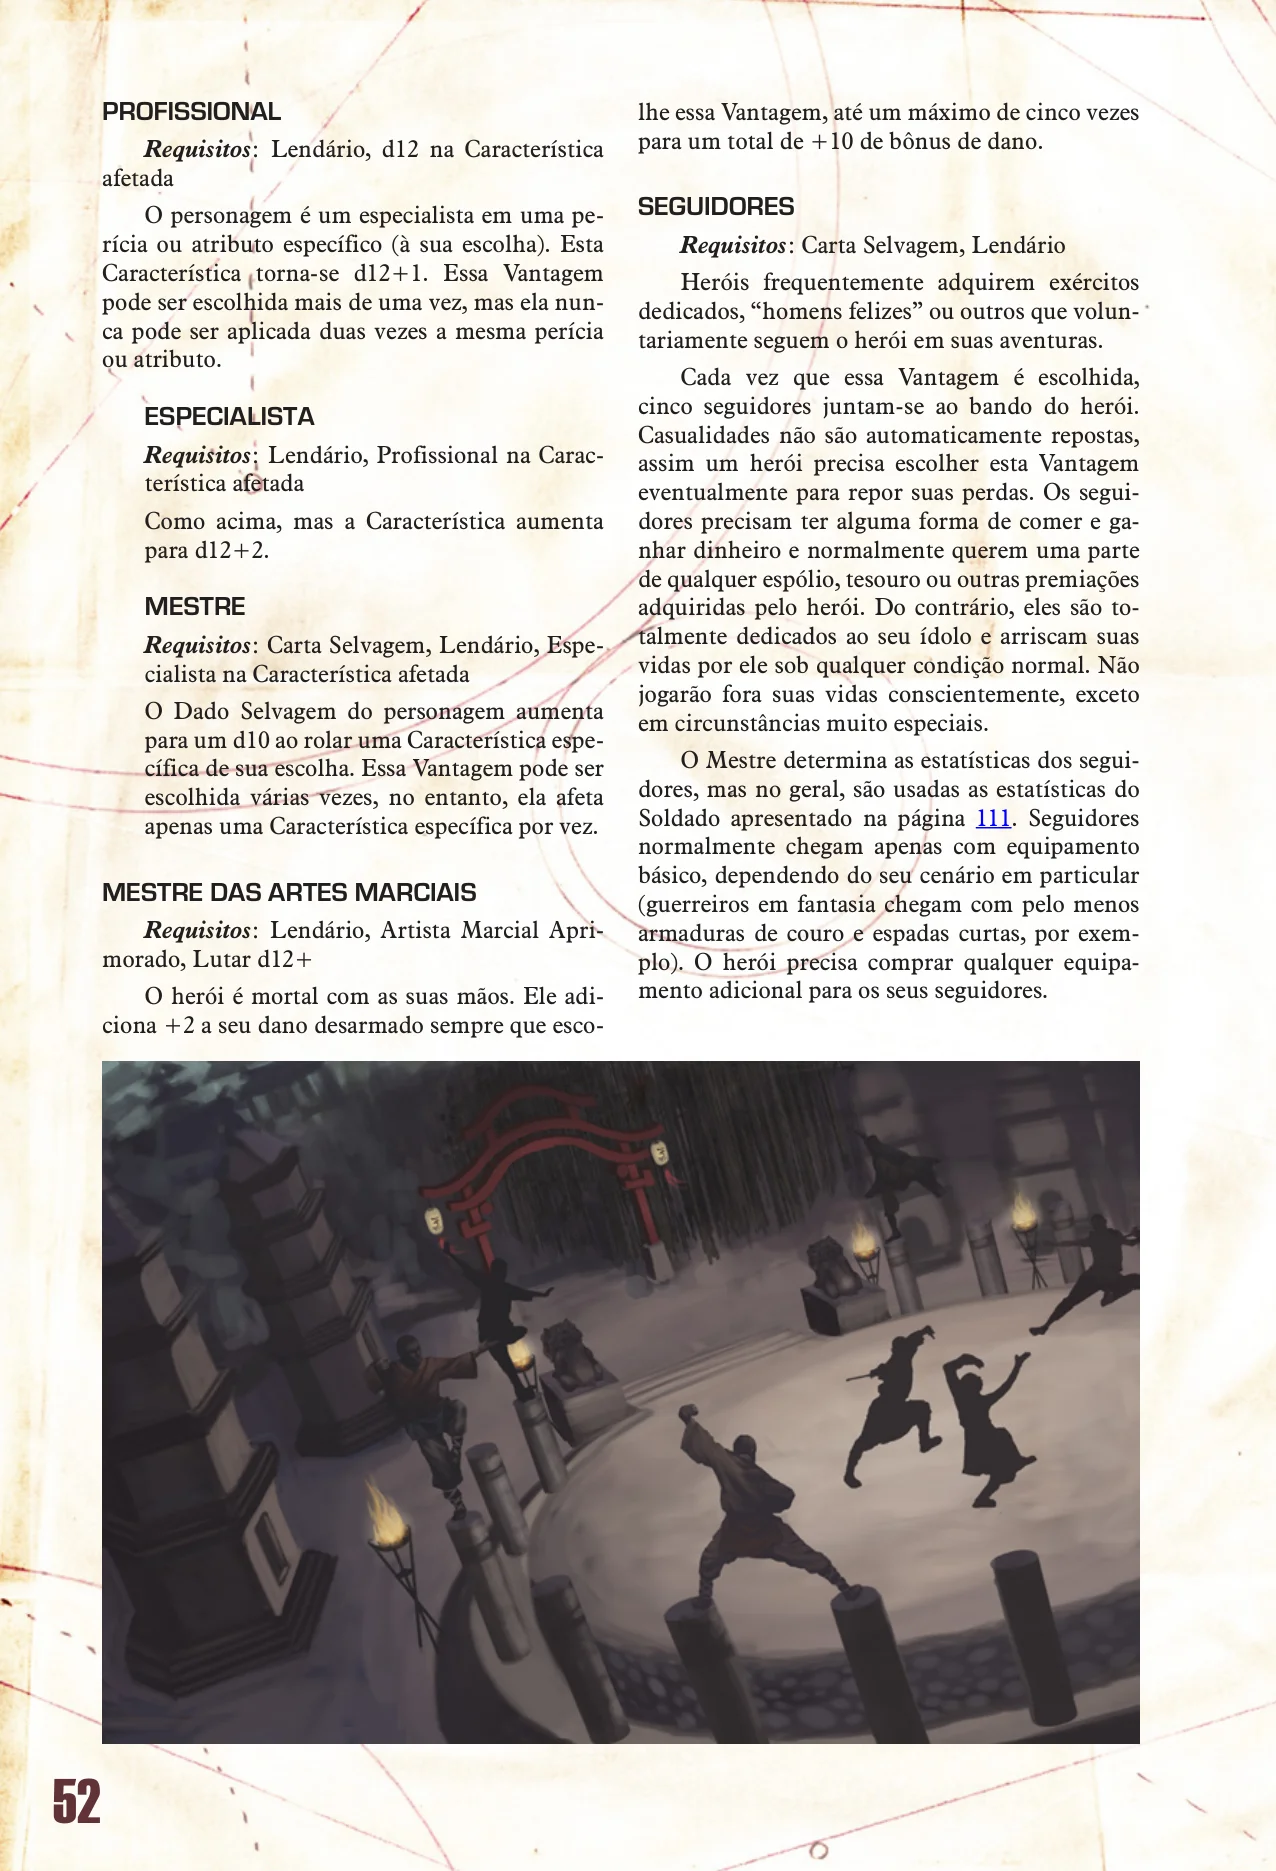 PROFISSIONAL
Requisitos: Lendário, d12 na Característica
afetada
O personagem é um especialista em uma pe-
rícia ou atributo específico (à sua escolha). Esta
Característica torna-se d12+1. Essa Vantagem
pode ser escolhida mais de uma vez, mas ela nun-
ca pode ser aplicada duas vezes a mesma perícia
ou atributo.
ESPECIALISTA
Requisitos: Lendário, Profissional na Carac-
terística afetada
Como acima, mas a Característica aumenta
para d12+2.
MESTRE
Requisitos: Carta Selvagem, Lendário, Espe-
cialista na Característica afetada
O Dado Selvagem do personagem aumenta
para um d10 ao rolar uma Característica espe-
cífica de sua escolha. Essa Vantagem pode ser
escolhida várias vezes, no entanto, ela afeta
apenas uma Característica específica por vez.
MESTRE DAS ARTES MARCIAIS
Requisitos: Lendário, Artista Marcial Apri-
morado, Lutar d12+
O herói é mortal com as suas mãos. Ele adi-
ciona +2 a seu dano desarmado sempre que esco-
lhe essa Vantagem, até um máximo de cinco vezes
para um total de +10 de bônus de dano.
SEGUIDORES
Requisitos: Carta Selvagem, Lendário
Heróis frequentemente adquirem exércitos
dedicados, “homens felizes” ou outros que volun-
tariamente seguem o herói em suas aventuras.
Cada vez que essa Vantagem é escolhida,
cinco seguidores juntam-se ao bando do herói.
Casualidades não são automaticamente repostas,
assim um herói precisa escolher esta Vantagem
eventualmente para repor suas perdas. Os segui-
dores precisam ter alguma forma de comer e ga-
nhar dinheiro e normalmente querem uma parte
de qualquer espólio, tesouro ou outras premiações
adquiridas pelo herói. Do contrário, eles são to-
talmente dedicados ao seu ídolo e arriscam suas
vidas por ele sob qualquer condição normal. Não
jogarão fora suas vidas conscientemente, exceto
em circunstâncias muito especiais.
O Mestre determina as estatísticas dos segui-
dores, mas no geral, são usadas as estatísticas do
Soldado apresentado na página 111. Seguidores
normalmente chegam apenas com equipamento
básico, dependendo do seu cenário em particular
(guerreiros em fantasia chegam com pelo menos
armaduras de couro e espadas curtas, por exem-
plo). O herói precisa comprar qualquer equipa-
mento adicional para os seus seguidores.
52